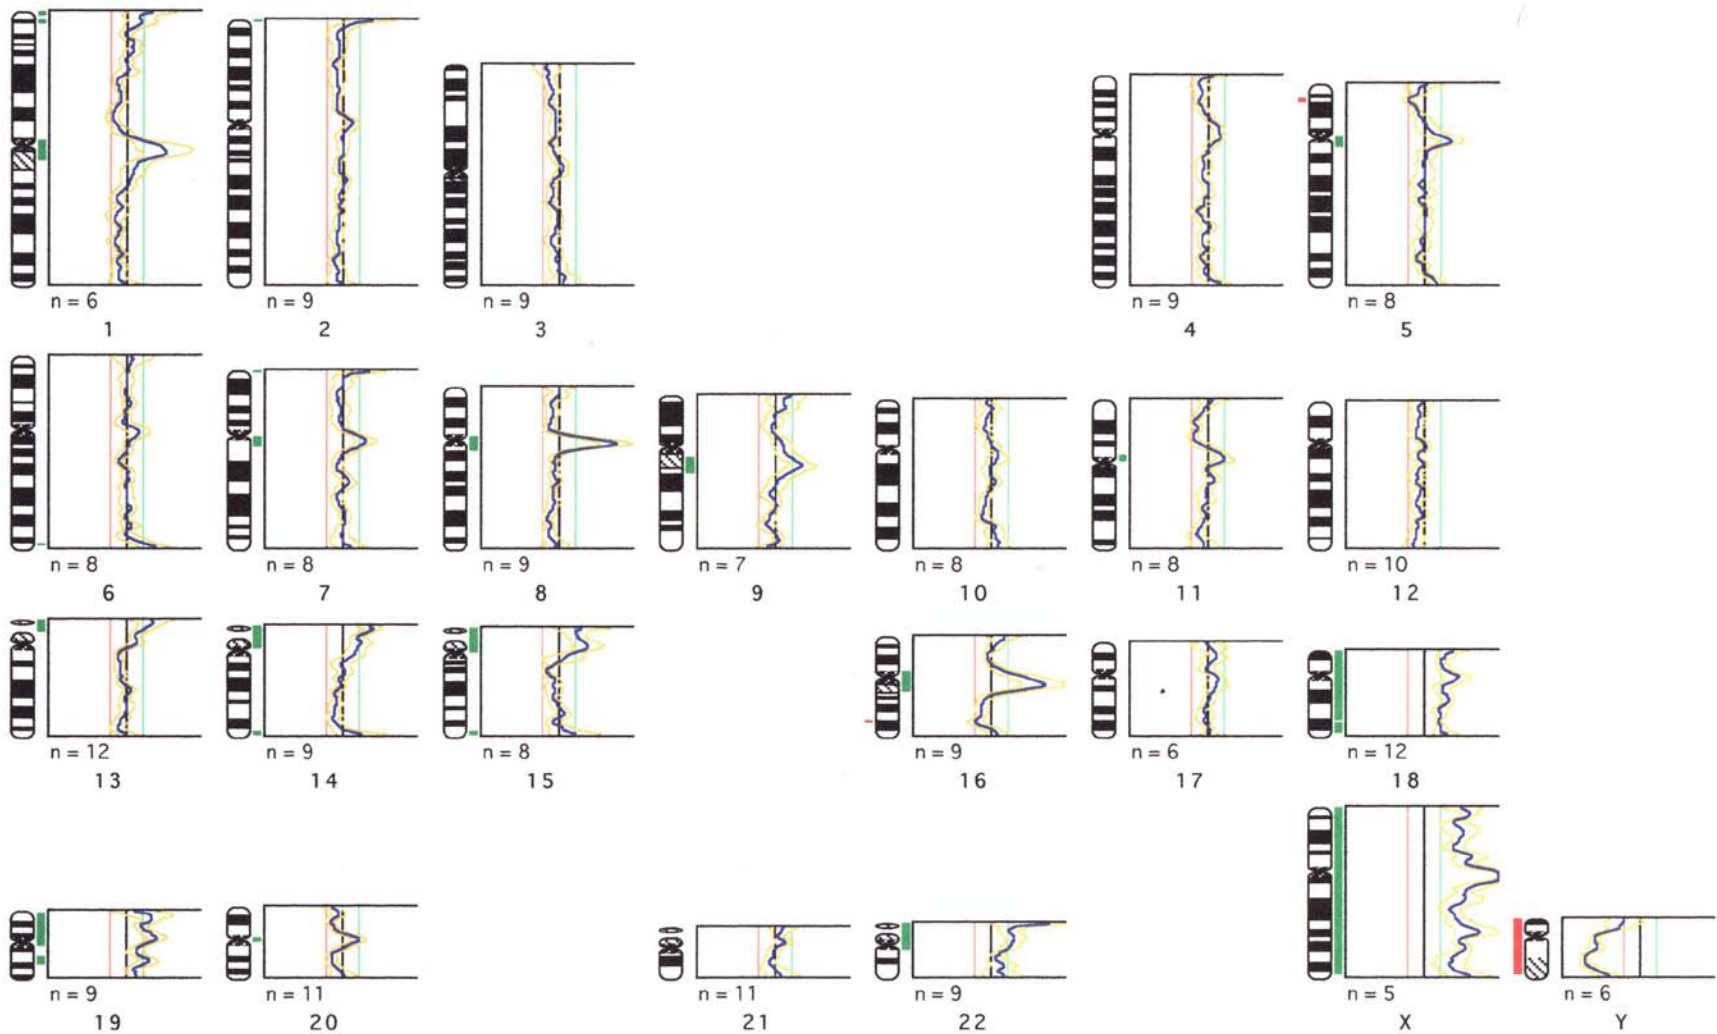 n = 6
n = 9
n = 9
n = 9
n = 8
1
2
3
4
5
n = 8
n = 8
n = 9
n = 7
n = 8
n = 8
n = 10
6
7
8
9
10
11
12
n = 12
n = 9
n = 8
n = 9
n = 6
n = 12
13
14
15
16
17
18
n = 9
n = 11
n = 11
n = 9
n = 5
n = 6
19
20
21
22
X
Y